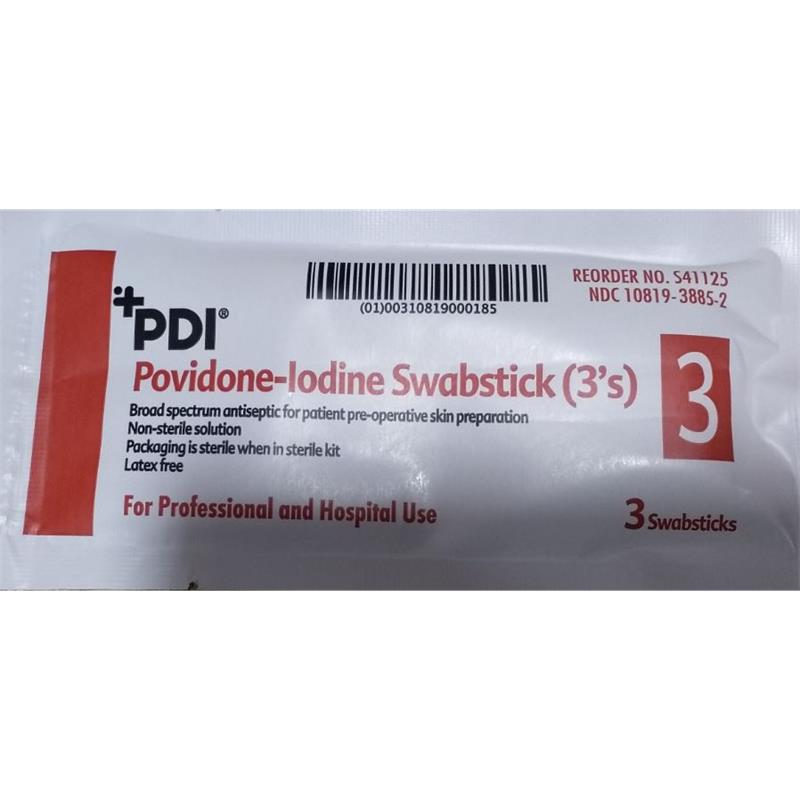 (01)00310819000185
REORDER NO. S41125
NDC 10819-3885-2
PDI®
Povidone-Iodine Swabstick (3's)
3
Broad spectrum antiseptic for patient pre-operative skin preparation
Non-sterile solution
Packaging is sterile when in sterile kit
Latex free
For Professional and Hospital Use
3 Swabsticks